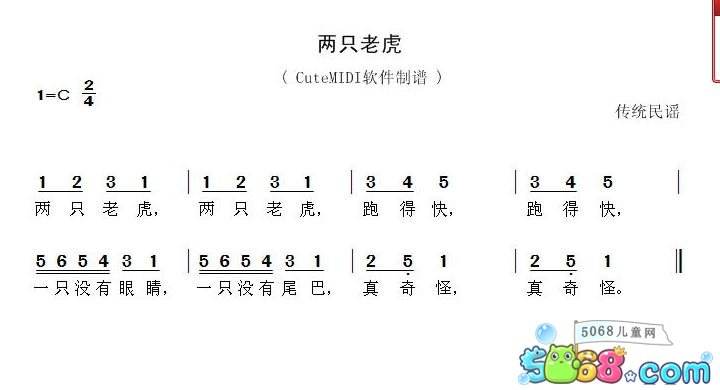 两只老虎
( CuteMIDI软件制谱 )
1=C 2/4
传统民谣
1 2 3 1 | 1 2 3 1 | 3 4 5 | 3 4 5 |
两只老虎, 两只老虎, 跑得快, 跑得快,
5 6 5 4 3 1 | 5 6 5 4 3 1 | 2 5 1 | 2 5 1 ‖
一只没有眼睛, 一只没有尾巴, 真奇怪, 真奇怪。
5068儿童网
5068.com